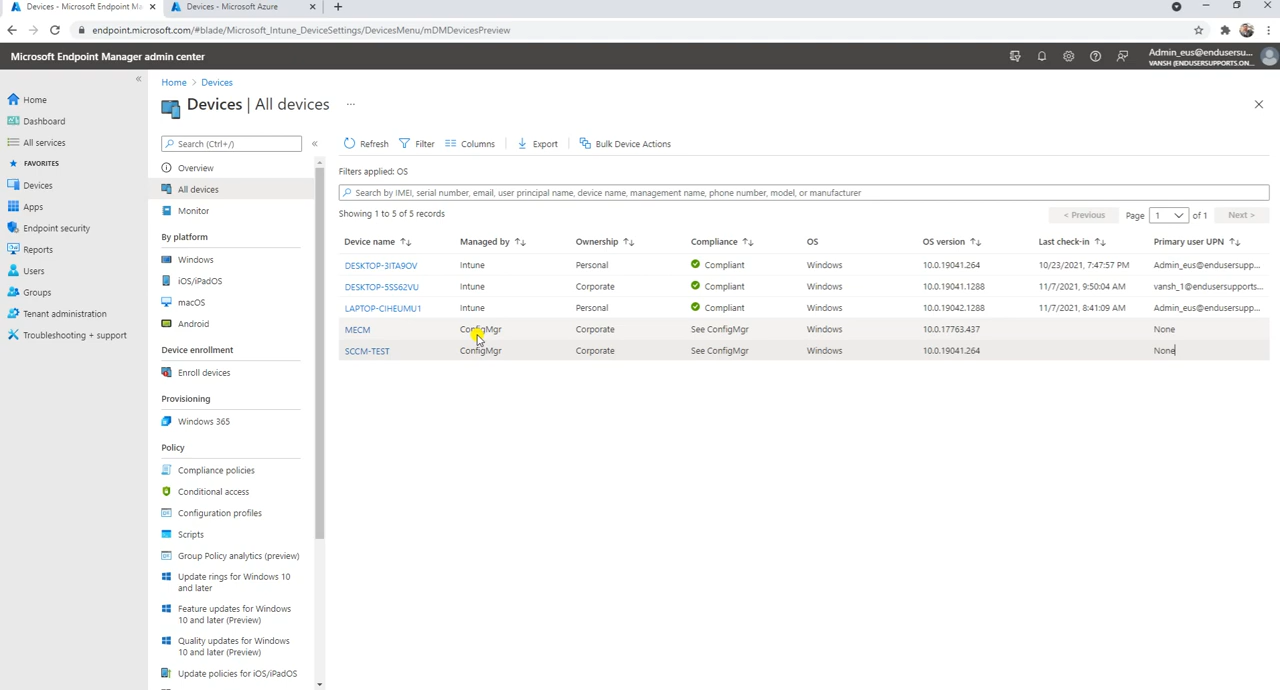 Devices - Microsoft Endpoint M
Devices - Microsoft Azure
endpoint.microsoft.com/#blade/Microsoft_Intune_DeviceSettings/DevicesMenu/mDMDevicesPreview
Microsoft Endpoint Manager admin center
Admin_eus@endusersu...
VANSH (ENDUSERSUPPORTS.ON...
Home
Dashboard
All services
FAVORITES
Devices
Apps
Endpoint security
Reports
Users
Groups
Tenant administration
Troubleshooting + support
Home > Devices
Devices | All devices ...
Search (Ctrl+/)
Overview
All devices
Monitor
By platform
Windows
iOS/iPadOS
macOS
Android
Device enrollment
Enroll devices
Provisioning
Windows 365
Policy
Compliance policies
Conditional access
Configuration profiles
Scripts
Group Policy analytics (preview)
Update rings for Windows 10
and later
Feature updates for Windows
10 and later (Preview)
Quality updates for Windows
10 and later (Preview)
Update policies for iOS/iPadOS
Refresh Filter Columns Export Bulk Device Actions
Filters applied: OS
Search by IMEI, serial number, email, user principal name, device name, management name, phone number, model, or manufacturer
Showing 1 to 5 of 5 records
< Previous Page 1 of 1 Next >
Device name Managed by Ownership Compliance OS OS version Last check-in Primary user UPN
DESKTOP-3ITA9OV Intune Personal Compliant Windows 10.0.19041.264 10/23/2021, 7:47:57 PM Admin_eus@endusersupp...
DESKTOP-5SS62VU Intune Corporate Compliant Windows 10.0.19041.1288 11/7/2021, 9:50:04 AM vansh_1@endusersupports...
LAPTOP-CIHEUMU1 Intune Personal Compliant Windows 10.0.19042.1288 11/7/2021, 8:41:09 AM Admin_eus@endusersupp...
MECM ConfigMgr Corporate See ConfigMgr Windows 10.0.17763.437 None
SCCM-TEST ConfigMgr Corporate See ConfigMgr Windows 10.0.19041.264 None